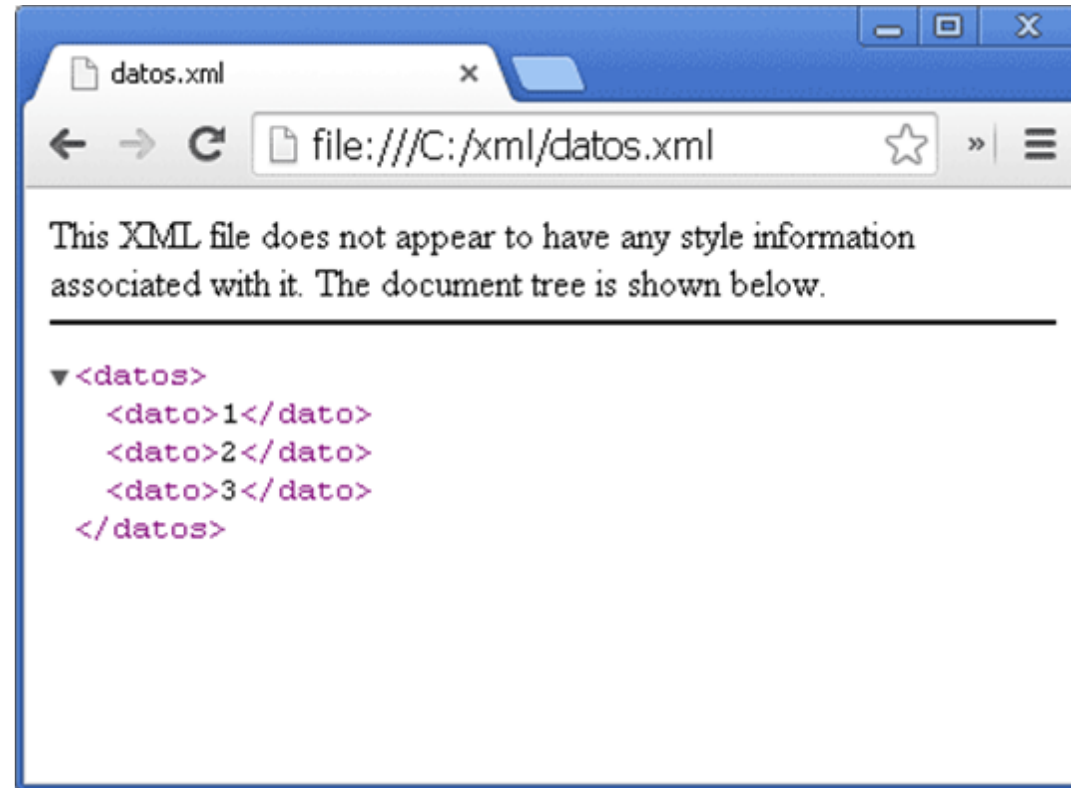 datos.xml
file:///C:/xml/datos.xml
This XML file does not appear to have any style information
associated with it. The document tree is shown below.
<datos>
<dato>1</dato>
<dato>2</dato>
<dato>3</dato>
</datos>